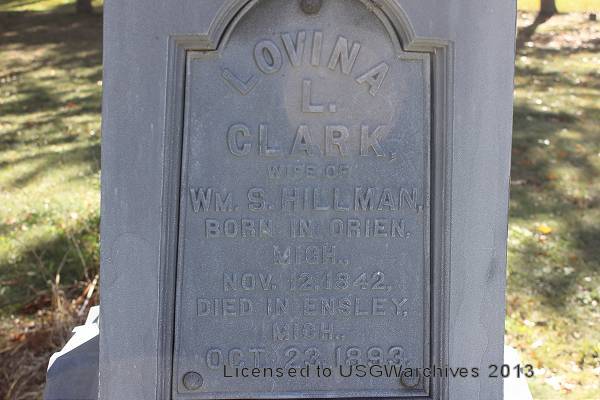 LOVINA
L.
CLARK,
WIFE OF
WM. S. HILLMAN,
BORN IN ORIEN,
MICH.,
NOV. 12, 1842,
DIED IN ENSLEY,
MICH.,
OCT. 23, 1893.
Licensed to USGWarchives 2013